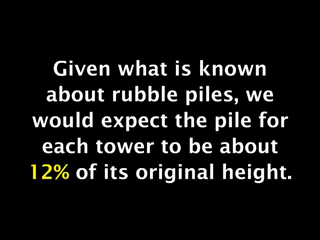 Given what is known
about rubble piles, we
would expect the pile for
each tower to be about
12% of its original height.